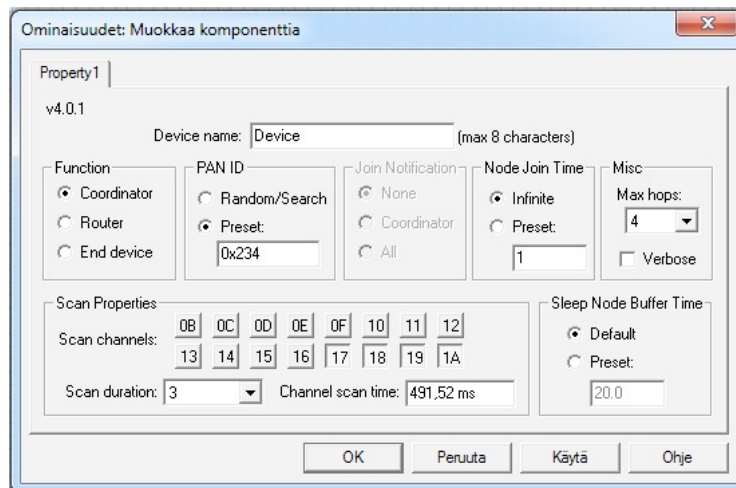 Ominaisuudet: Muokkaa komponenttia
Property1
v4.0.1
Device name: Device (max 8 characters)
Function
Coordinator
Router
End device
PAN ID
Random/Search
Preset:
0x234
Join Notification
None
Coordinator
All
Node Join Time
Infinite
Preset:
1
Misc
Max hops:
4
Verbose
Scan Properties
Scan channels:
0B 0C 0D 0E 0F 10 11 12
13 14 15 16 17 18 19 1A
Scan duration: 3 Channel scan time: 491,52 ms
Sleep Node Buffer Time
Default
Preset:
20.0
OK Peruuta Käytä Ohje